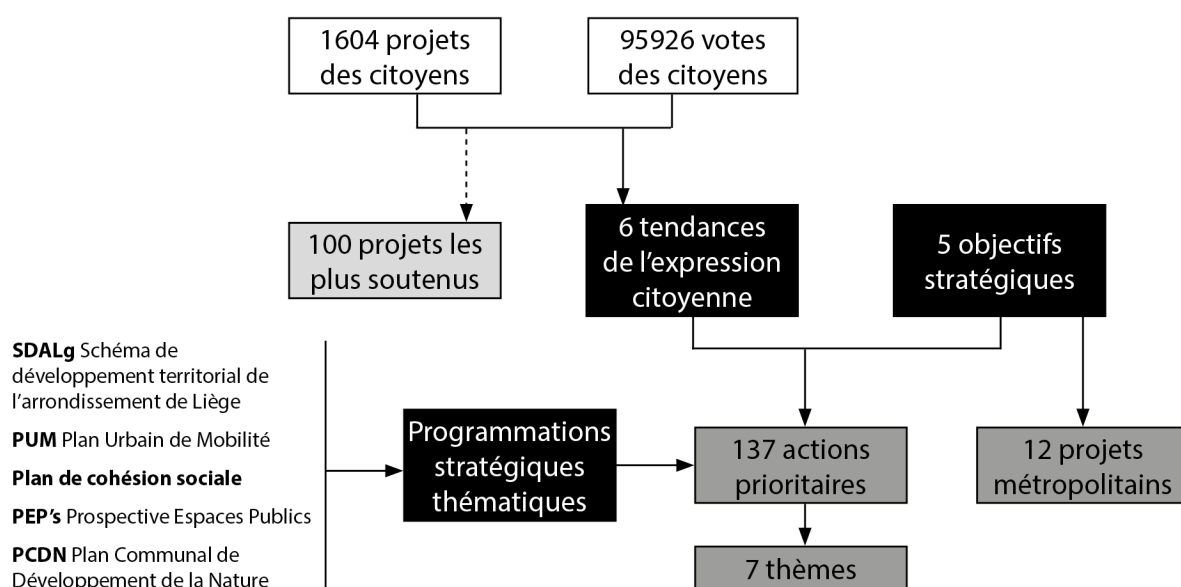 1604 projets
des citoyens
95926 votes
des citoyens
100 projets les
plus soutenus
6 tendances
de l’expression
citoyenne
5 objectifs
stratégiques
SDALg Schéma de
développement territorial de
l’arrondissement de Liège
PUM Plan Urbain de Mobilité
Plan de cohésion sociale
PEP’s Prospective Espaces Publics
PCDN Plan Communal de
Développement de la Nature
Programmations
stratégiques
thématiques
137 actions
prioritaires
12 projets
métropolitains
7 thèmes